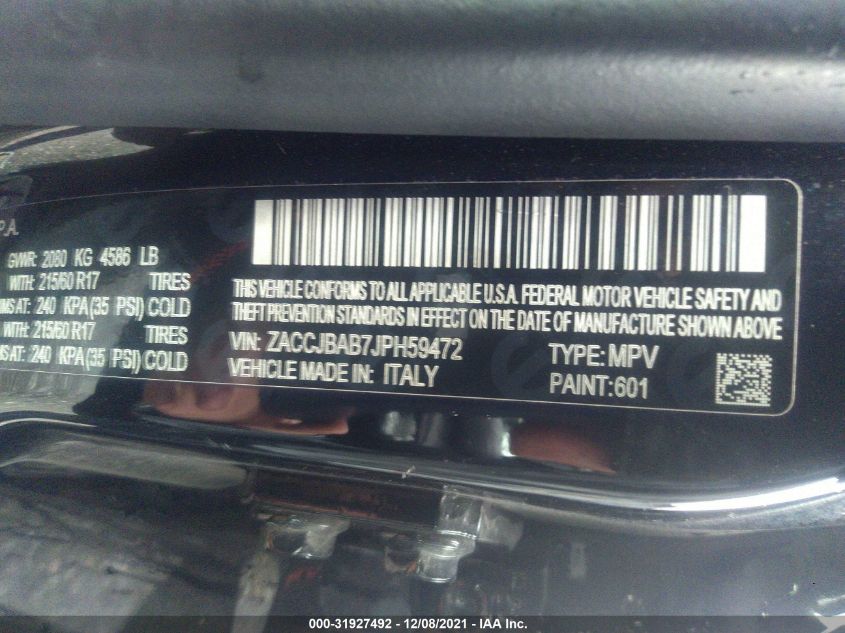 P.A.
GVWR: 2080 KG 4586 LB
WITH: 215/60 R17 TIRES
MS AT: 240 KPA(35 PSI) COLD
WITH: 215/60 R17 TIRES
MS AT: 240 KPA(35 PSI) COLD
THIS VEHICLE CONFORMS TO ALL APPLICABLE U.S.A. FEDERAL MOTOR VEHICLE SAFETY AND
THEFT PREVENTION STANDARDS IN EFFECT ON THE DATE OF MANUFACTURE SHOWN ABOVE
VIN: ZACCJBAB7JPH59472 TYPE: MPV
VEHICLE MADE IN: ITALY PAINT:601
000-31927492 - 12/08/2021 - IAA Inc.